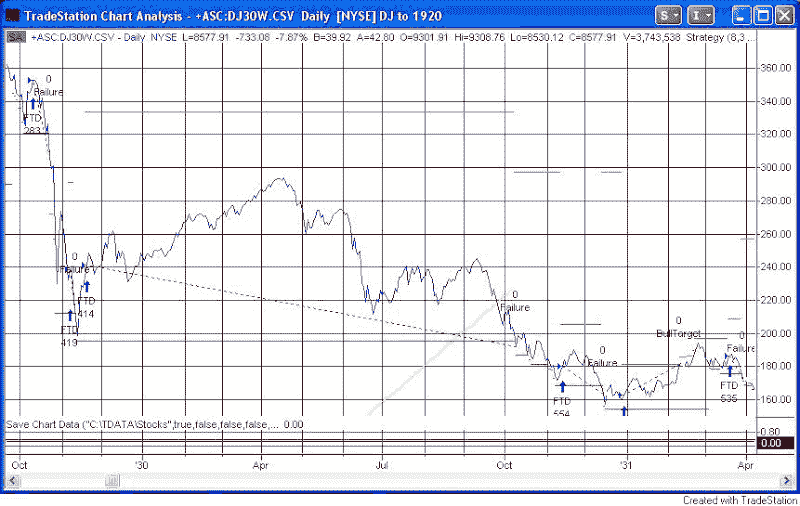 TradeStation Chart Analysis - +ASC:DJ30W.CSV Daily [NYSE] DJ to 1920
S
I
SA
+ASC:DJ30W.CSV - Daily NYSE L=8577.91 -733.08 -7.87% B=39.92 A=42.80 O=9301.91 Hi=9308.76 Lo=8530.12 C=8577.91 V=3,743,538 Strategy (8,3...
360.00
340.00
320.00
300.00
280.00
260.00
240.00
220.00
200.00
180.00
160.00
0
Failure
FTD
283
0
Failure
FTD
414
FTD
419
0
Failure
0
Failure
FTD
554
0
BullTarget
0
Failure
FTD
535
Save Chart Data ("C:\TDATA\Stocks",true,false,false,false,... 0.00
0.80
0.00
Oct '30 Apr Jul Oct '31 Apr
Created with TradeStation